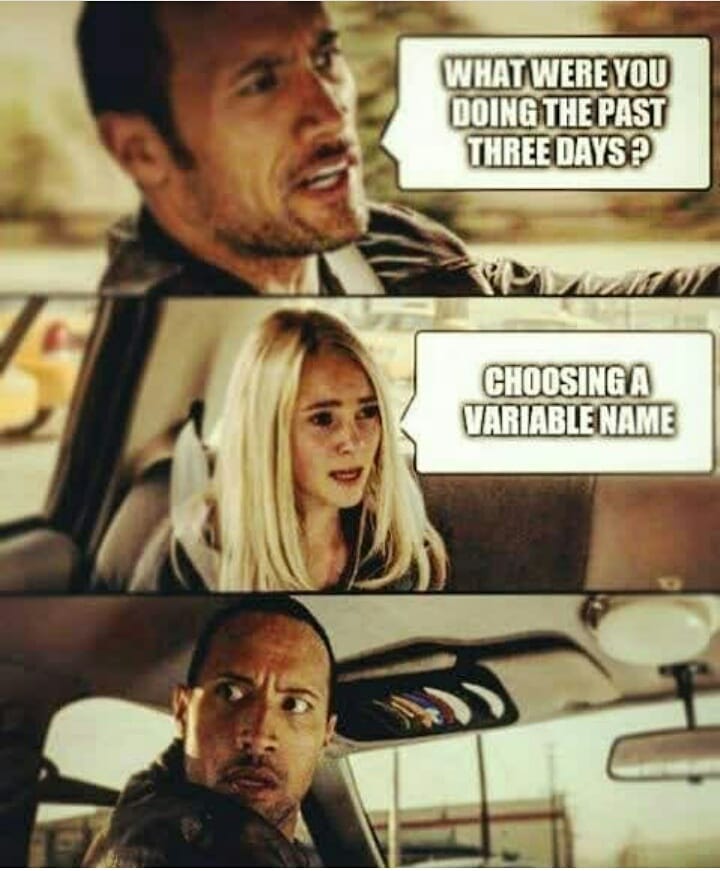 WHAT WERE YOU
DOING THE PAST
THREE DAYS ?
CHOOSING A
VARIABLE NAME